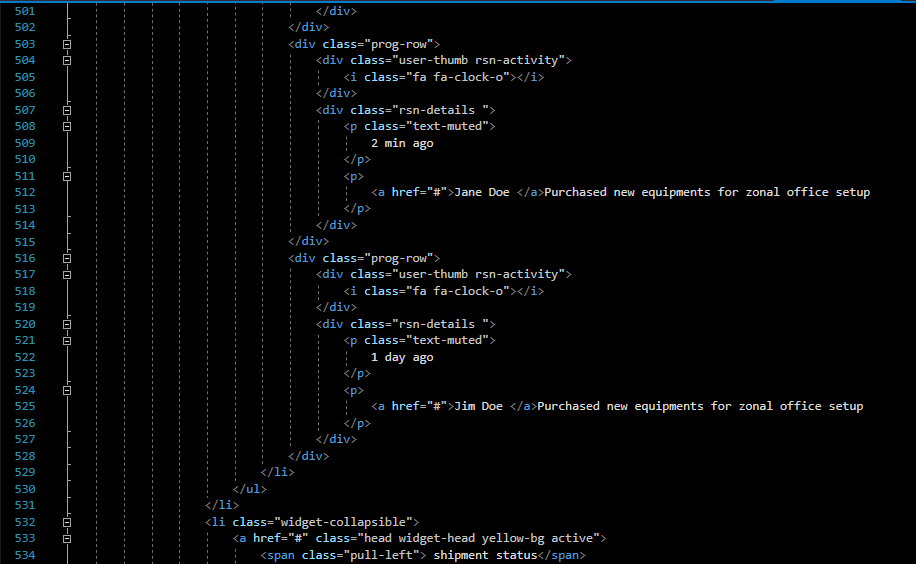 501 </div>
502 </div>
503 <div class="prog-row">
504 <div class="user-thumb rsn-activity">
505 <i class="fa fa-clock-o"></i>
506 </div>
507 <div class="rsn-details ">
508 <p class="text-muted">
509 2 min ago
510 </p>
511 <p>
512 <a href="#">Jane Doe </a>Purchased new equipments for zonal office setup
513 </p>
514 </div>
515 </div>
516 <div class="prog-row">
517 <div class="user-thumb rsn-activity">
518 <i class="fa fa-clock-o"></i>
519 </div>
520 <div class="rsn-details ">
521 <p class="text-muted">
522 1 day ago
523 </p>
524 <p>
525 <a href="#">Jim Doe </a>Purchased new equipments for zonal office setup
526 </p>
527 </div>
528 </div>
529 </li>
530 </ul>
531 </li>
532 <li class="widget-collapsible">
533 <a href="#" class="head widget-head yellow-bg active">
534 <span class="pull-left"> shipment status</span>